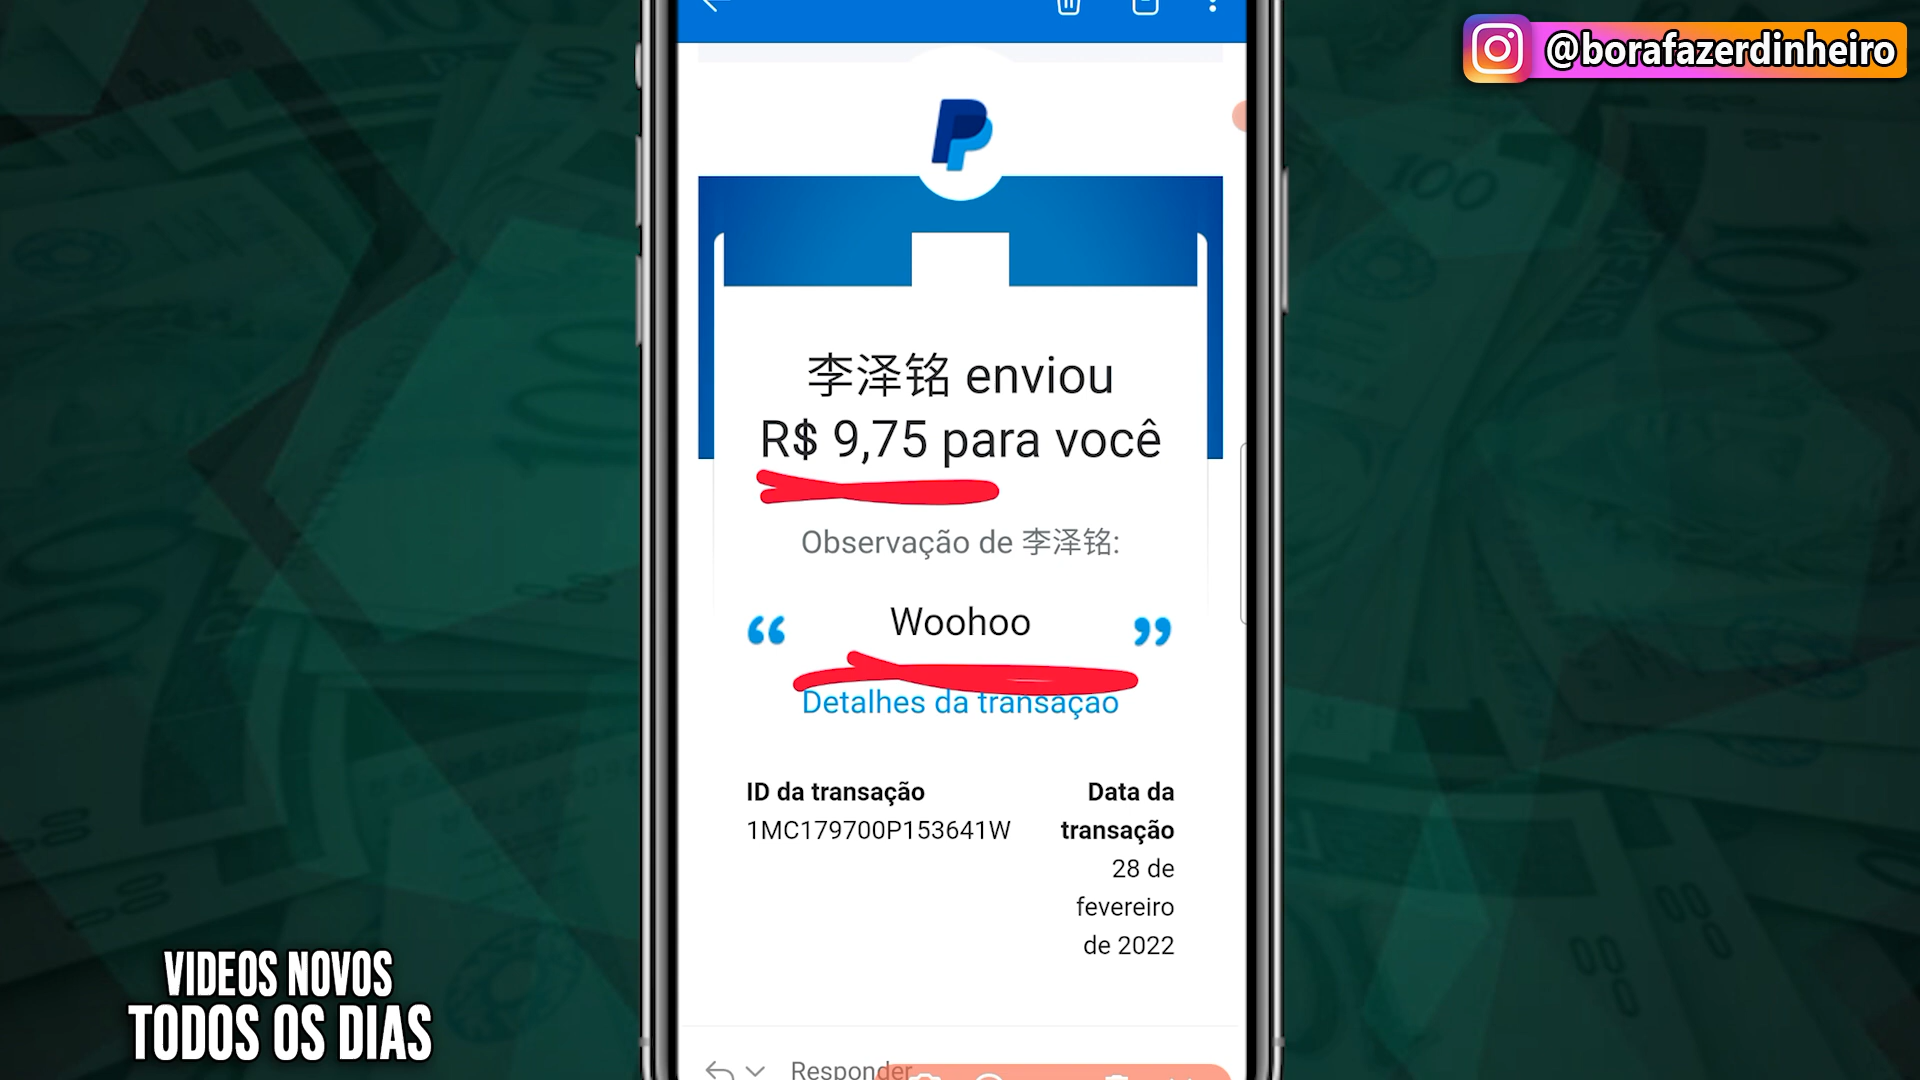 @borafazerdinheiro
李泽铭 enviou
R$ 9,75 para você
Observação de 李泽铭:
“ Woohoo ”
Detalhes da transação
ID da transação
1MC179700P153641W
Data da
transação
28 de
fevereiro
de 2022
Responder
VIDEOS NOVOS
TODOS OS DIAS